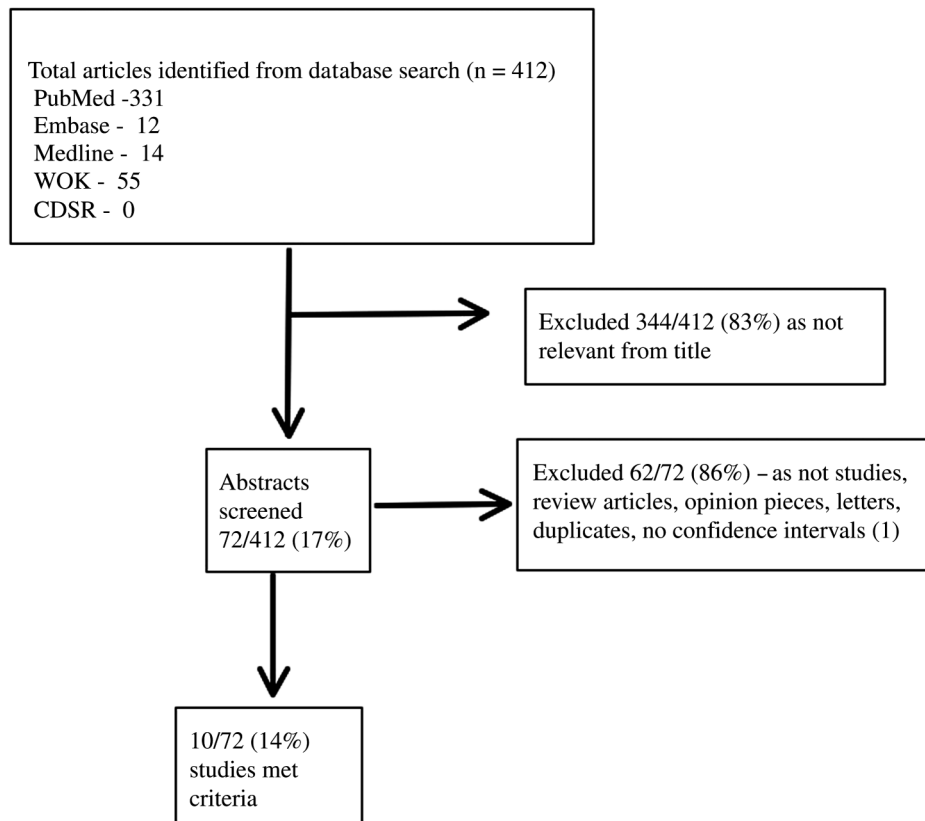 Total articles identified from database search (n = 412)
PubMed -331
Embase - 12
Medline - 14
WOK - 55
CDSR - 0
Excluded 344/412 (83%) as not
relevant from title
Abstracts
screened
72/412 (17%)
Excluded 62/72 (86%) – as not studies,
review articles, opinion pieces, letters,
duplicates, no confidence intervals (1)
10/72 (14%)
studies met
criteria